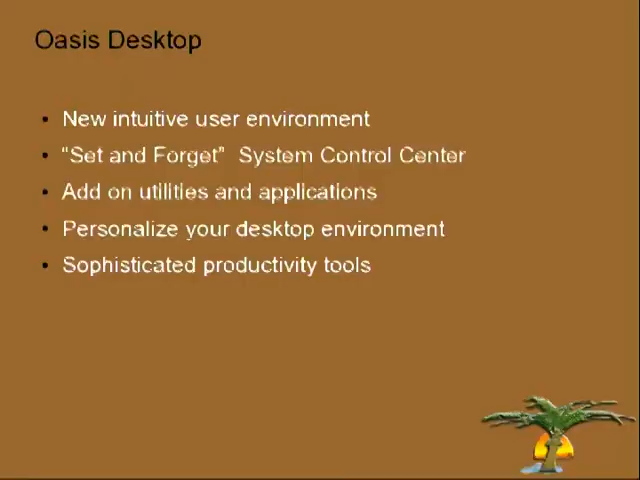 Oasis Desktop
• New intuitive user environment
• “Set and Forget” System Control Center
• Add on utilities and applications
• Personalize your desktop environment
• Sophisticated productivity tools